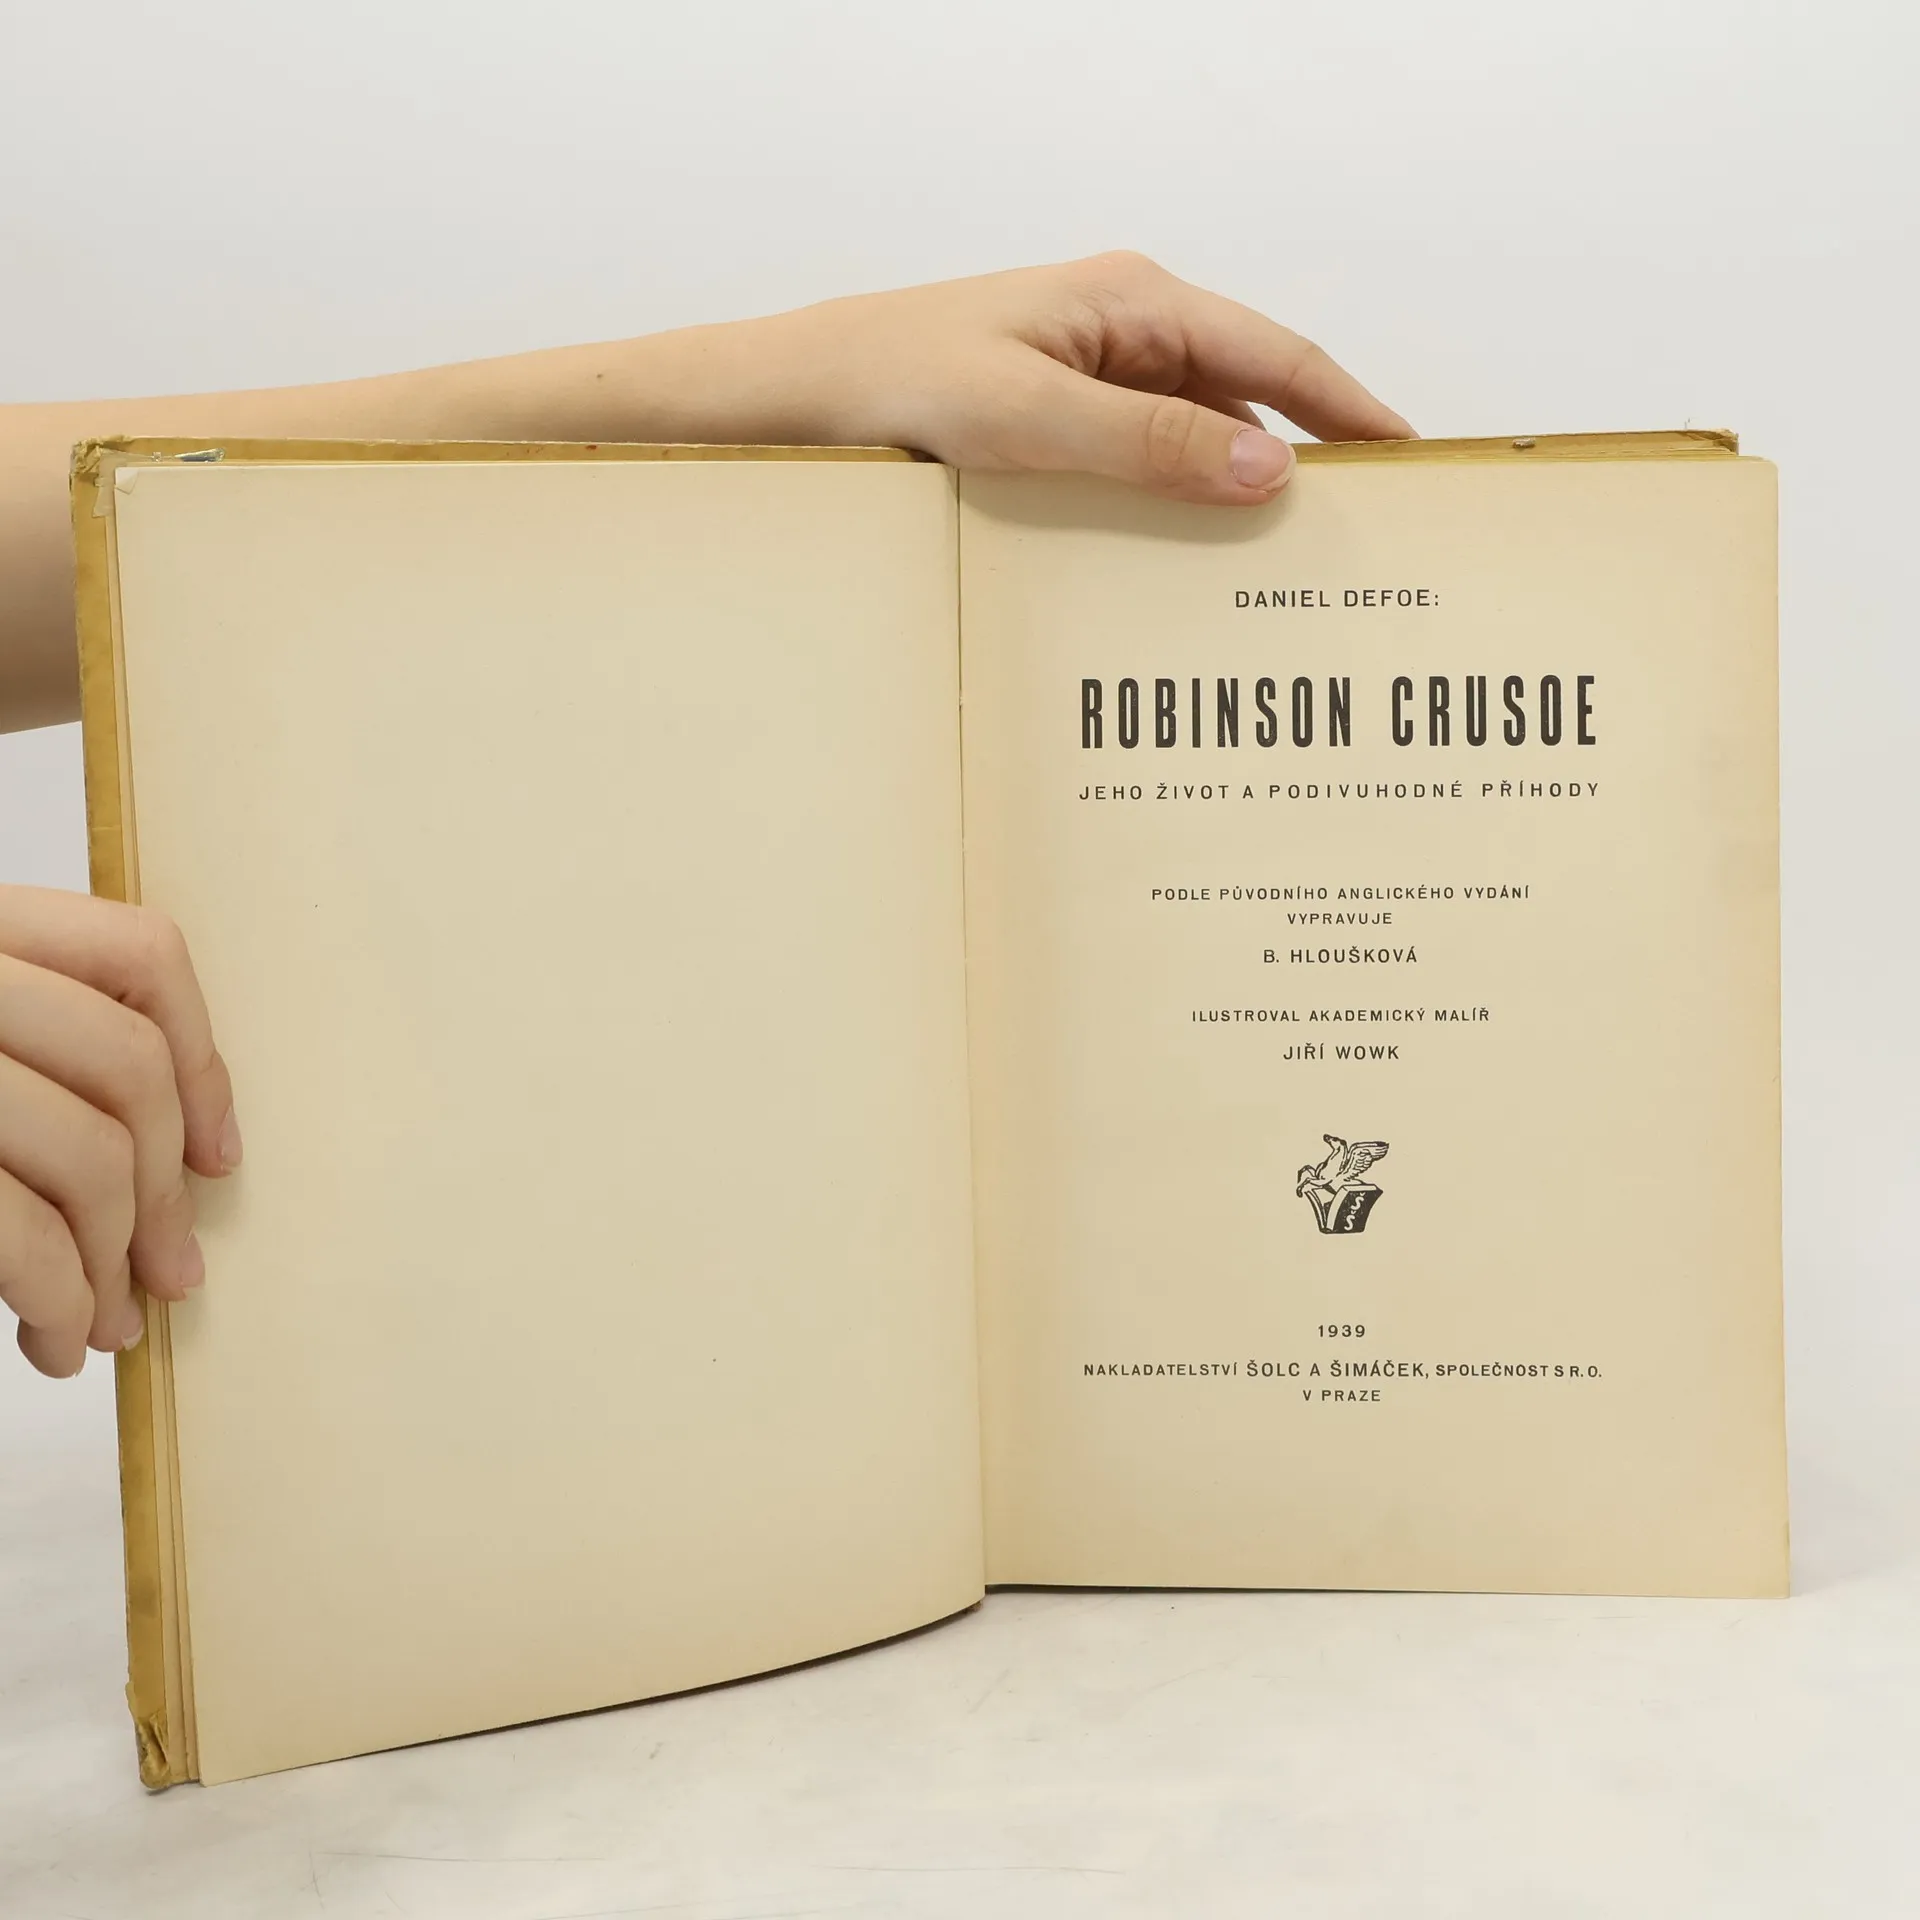 DANIEL DEFOE:
ROBINSON CRUSOE
JEHO ŽIVOT A PODIVUHODNÉ PŘÍHODY
PODLE PŮVODNÍHO ANGLICKÉHO VYDÁNÍ
VYPRAVUJE
B. HLOUŠKOVÁ
ILUSTROVAL AKADEMICKÝ MALÍŘ
JIŘÍ WOWK
Š
Š
1939
NAKLADATELSTVÍ ŠOLC A ŠIMÁČEK, SPOLEČNOST S R. O.
V PRAZE